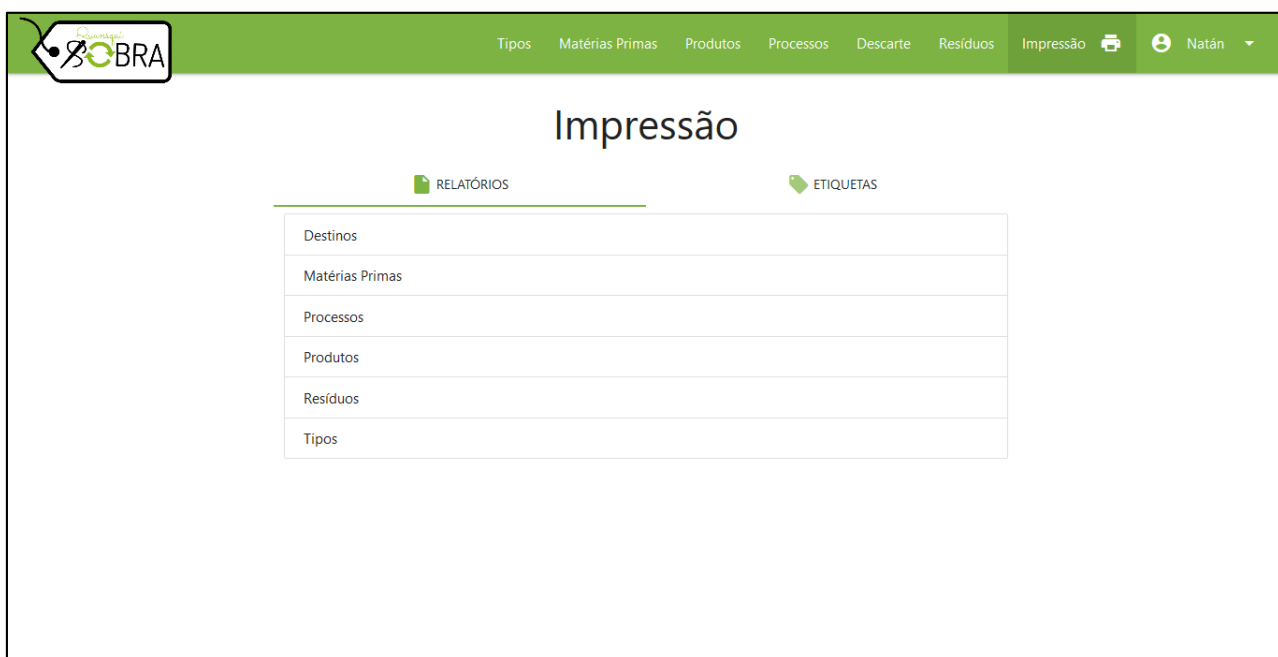 BRA
Tipos Matérias Primas Produtos Processos Descarte Resíduos Impressão Natán
Impressão
RELATÓRIOS ETIQUETAS
Destinos
Matérias Primas
Processos
Produtos
Resíduos
Tipos